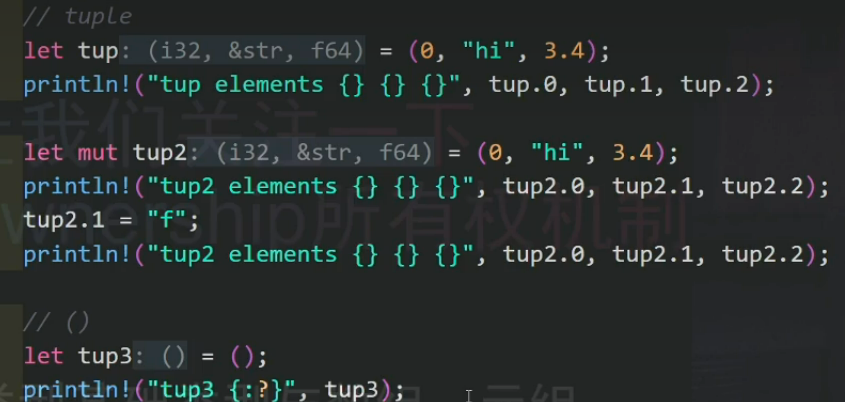 // tuple
let tup: (i32, &str, f64) = (0, "hi", 3.4);
println!("tup elements {} {} {}", tup.0, tup.1, tup.2);
让我们关注一下
let mut tup2: (i32, &str, f64) = (0, "hi", 3.4);
println!("tup2 elements {} {} {}", tup2.0, tup2.1, tup2.2);
tup2.1 = "f";
ownership所有权机制
println!("tup2 elements {} {} {}", tup2.0, tup2.1, tup2.2);
// ()
let tup3: () = ();
println!("tup3 {:?}", tup3);